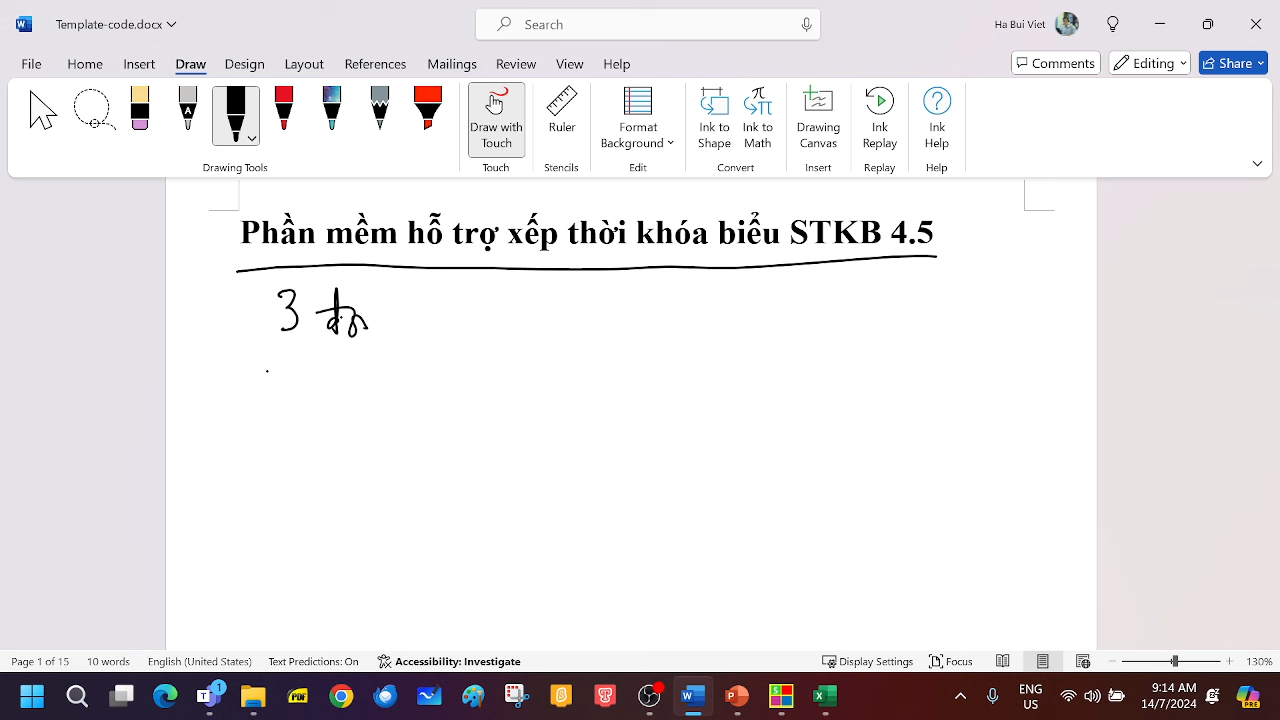 Template-code.docx
Search
Ha Bui Viet
File Home Insert Draw Design Layout References Mailings Review View Help
Comments Editing Share
Draw with Touch
Ruler
Format Background
Ink to Shape
Ink to Math
Drawing Canvas
Ink Replay
Ink Help
Drawing Tools Touch Stencils Edit Convert Insert Replay Help
Phần mềm hỗ trợ xếp thời khóa biểu STKB 4.5
3
Page 1 of 15 10 words English (United States) Text Predictions: On Accessibility: Investigate Display Settings Focus 130%
ENG US
9:14 AM
14/7/2024